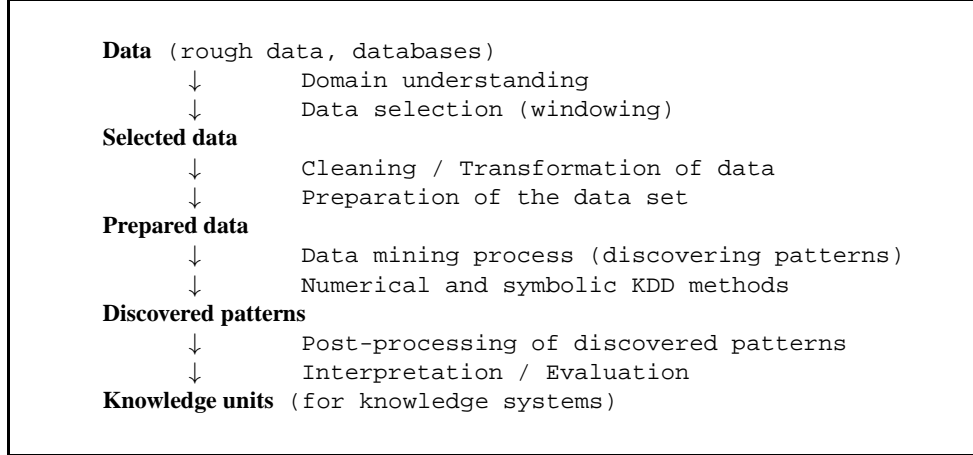 Data (rough data, databases)
↓ Domain understanding
↓ Data selection (windowing)
Selected data
↓ Cleaning / Transformation of data
↓ Preparation of the data set
Prepared data
↓ Data mining process (discovering patterns)
↓ Numerical and symbolic KDD methods
Discovered patterns
↓ Post-processing of discovered patterns
↓ Interpretation / Evaluation
Knowledge units (for knowledge systems)